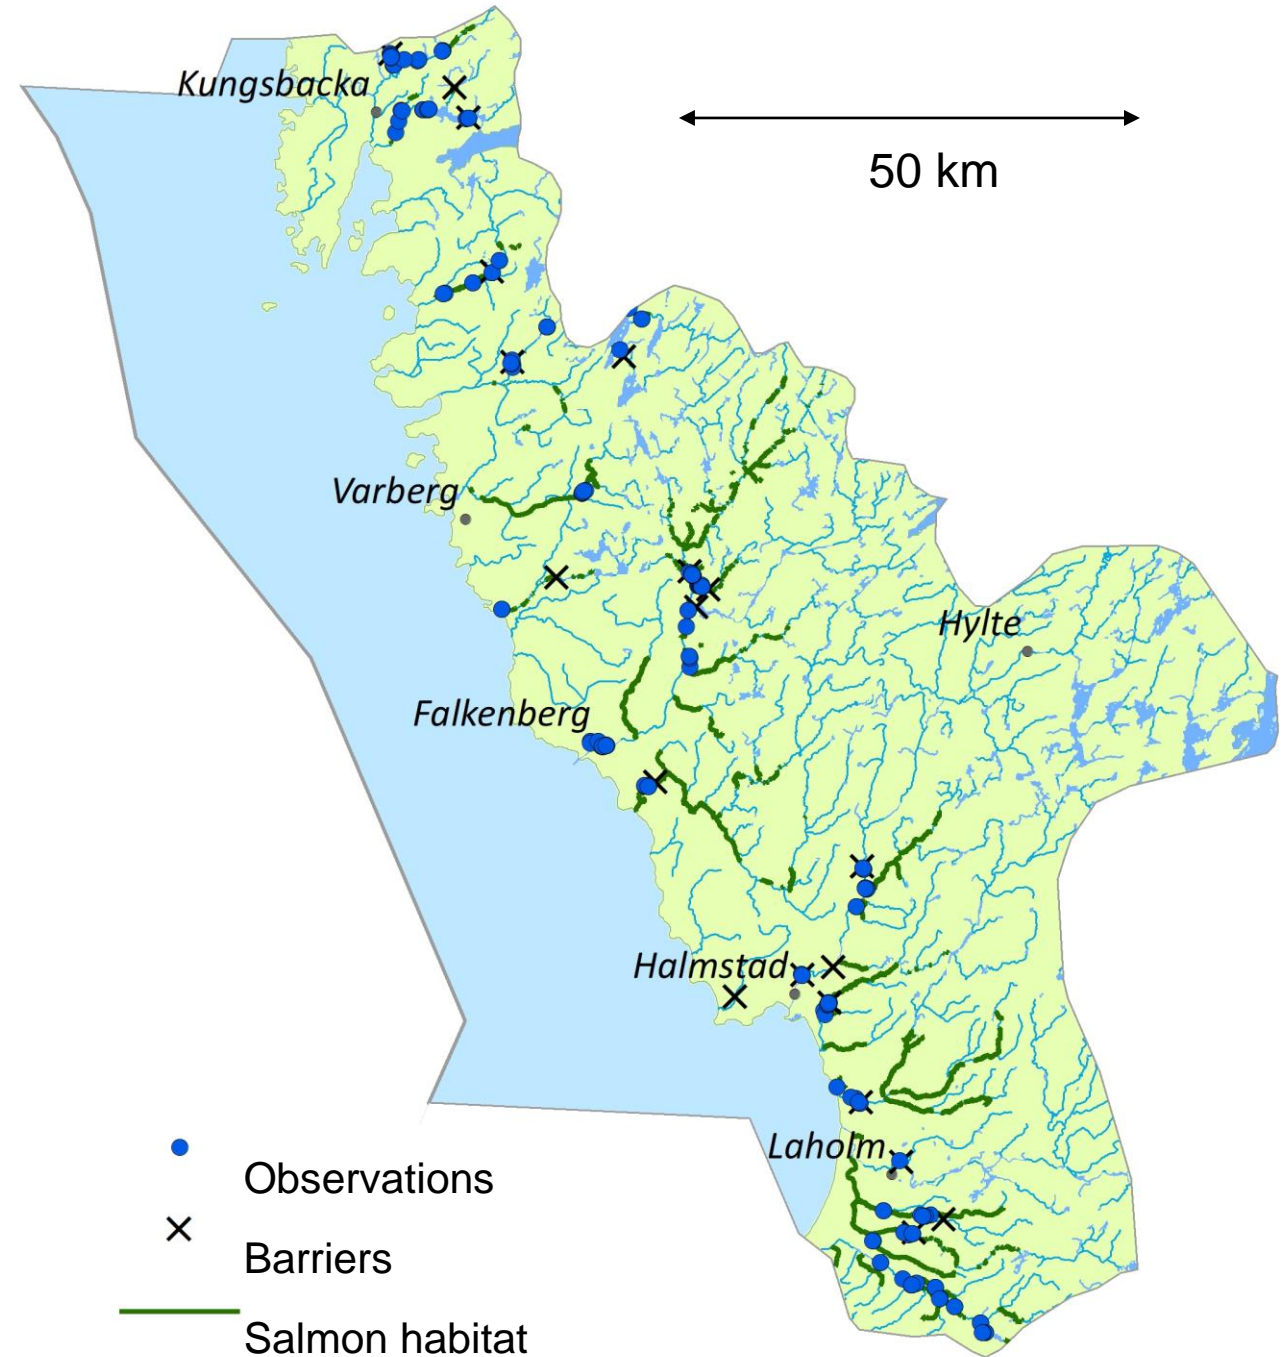 Kungsbacka
50 km
Varberg
Hylte
Falkenberg
Halmstad
Laholm
Observations
Barriers
Salmon habitat